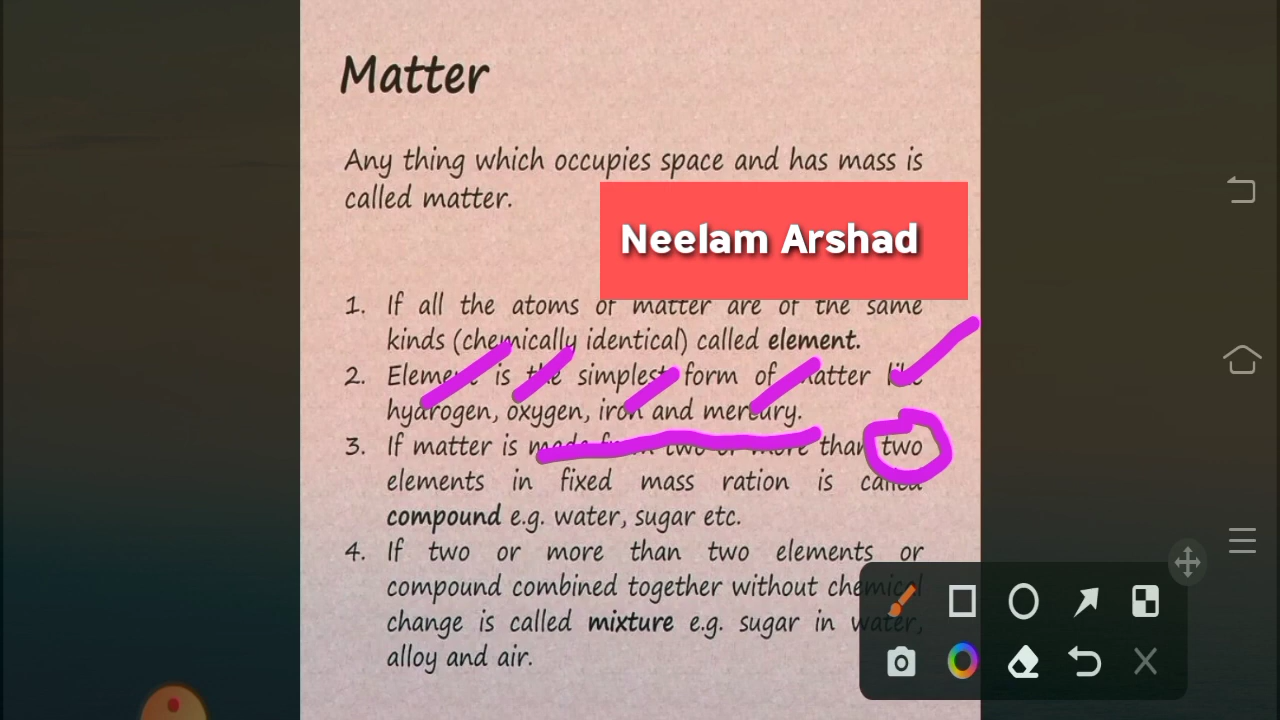 Matter
Any thing which occupies space and has mass is
called matter.
Neelam Arshad
1. If all the atoms of matter are of the same
kinds (chemically identical) called element.
2. Element is the simplest form of matter like
hydrogen, oxygen, iron and mercury.
3. If matter is made from two or more than two
elements in fixed mass ration is called
compound e.g. water, sugar etc.
4. If two or more than two elements or
compound combined together without chemical
change is called mixture e.g. sugar in water,
alloy and air.